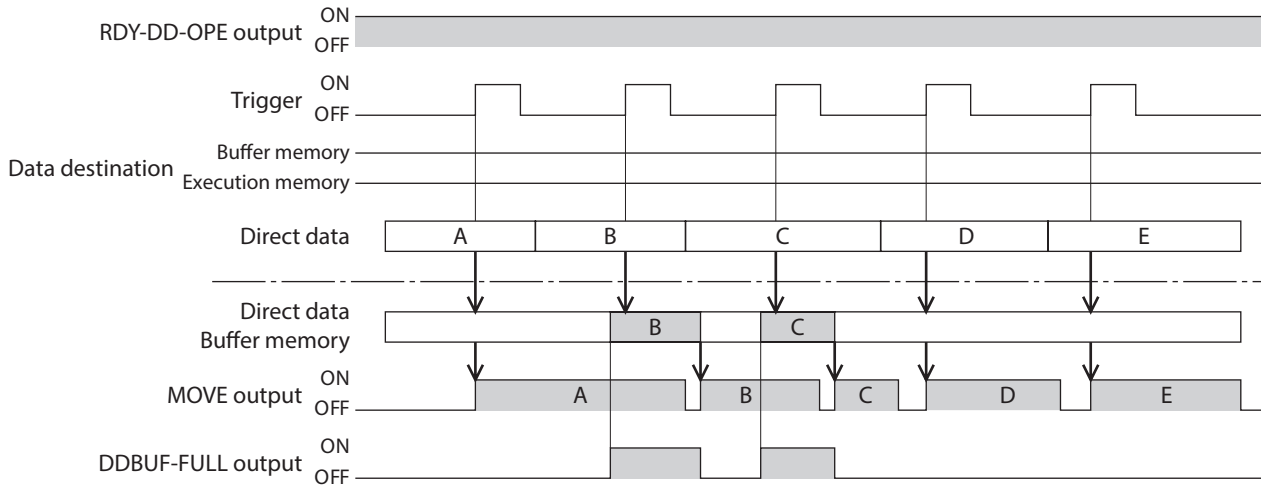 RDY-DD-OPE output
ON
OFF
Trigger
ON
OFF
Data destination
Buffer memory
Execution memory
Direct data
A B C D E
Direct data
Buffer memory
B C
MOVE output
ON
OFF
A B C D E
DDBUF-FULL output
ON
OFF